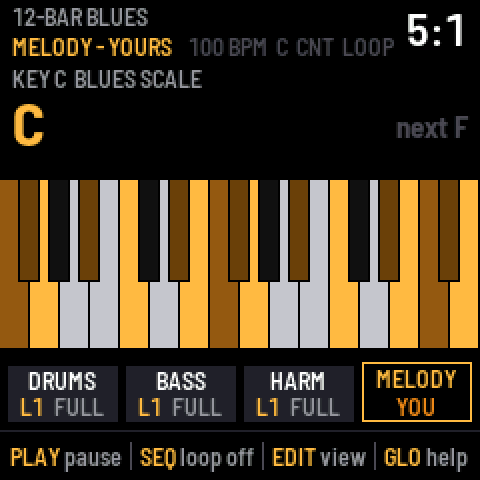 12-BAR BLUES
MELODY - YOURS 100 BPM C CNT LOOP 5:1
KEY C BLUES SCALE
C next F
DRUMS BASS HARM MELODY
L1 FULL L1 FULL L1 FULL YOU
PLAY pause SEQ loop off EDIT view GLO help